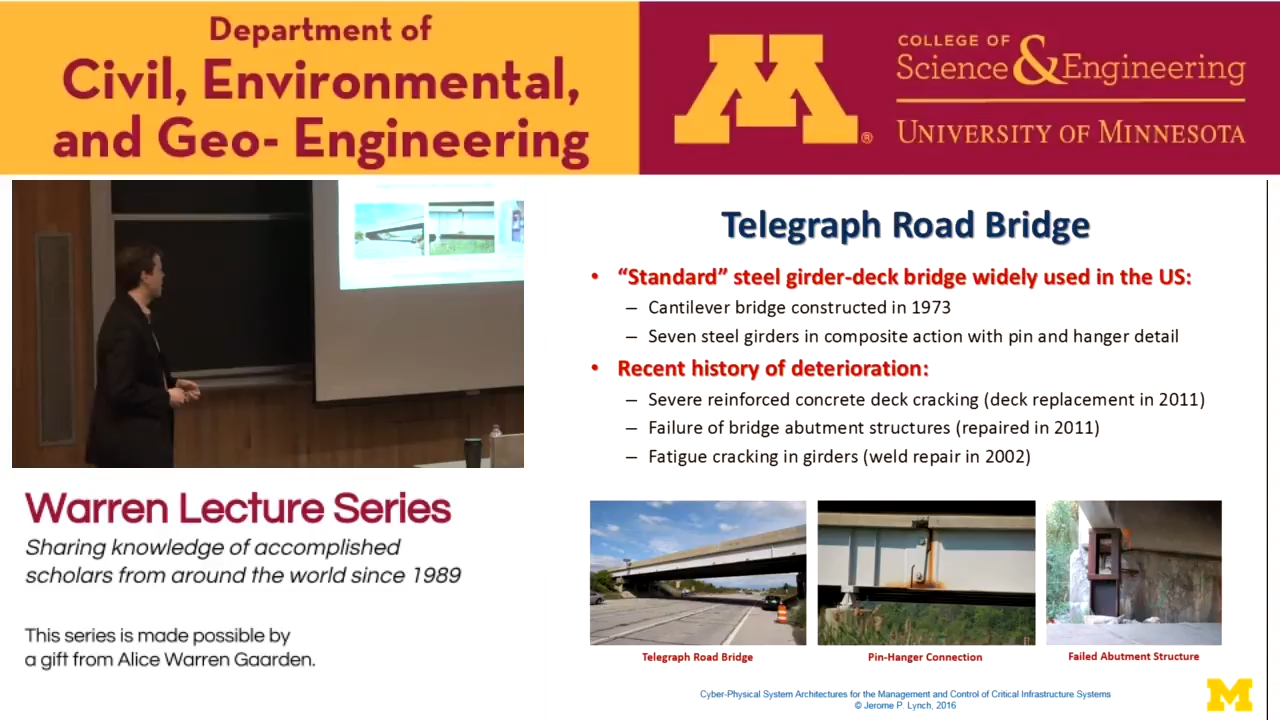 Department of
Civil, Environmental,
and Geo- Engineering
M
®
COLLEGE OF
Science & Engineering
UNIVERSITY OF MINNESOTA
Telegraph Road Bridge
• “Standard” steel girder-deck bridge widely used in the US:
– Cantilever bridge constructed in 1973
– Seven steel girders in composite action with pin and hanger detail
• Recent history of deterioration:
– Severe reinforced concrete deck cracking (deck replacement in 2011)
– Failure of bridge abutment structures (repaired in 2011)
– Fatigue cracking in girders (weld repair in 2002)
Telegraph Road Bridge
Pin-Hanger Connection
Failed Abutment Structure
Cyber-Physical System Architectures for the Management and Control of Critical Infrastructure Systems
© Jerome P. Lynch, 2016
M
Warren Lecture Series
Sharing knowledge of accomplished
scholars from around the world since 1989
This series is made possible by
a gift from Alice Warren Gaarden.